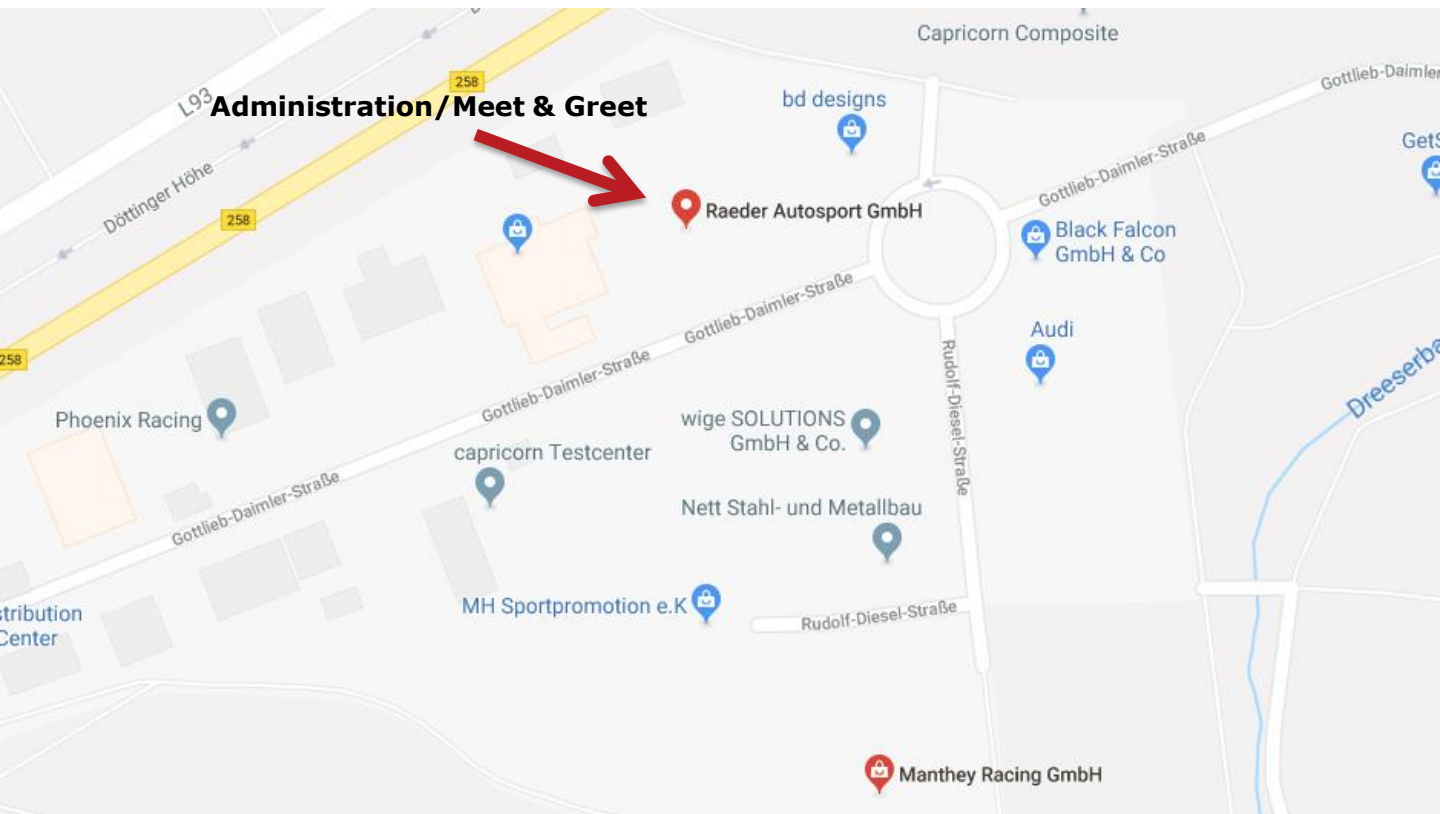 Capricorn Composite
258
L93
Administration/Meet & Greet
bd designs
Gottlieb-Daimler
Gottlieb-Daimler-Straße
Döttinger Höhe
258
Raeder Autosport GmbH
Black Falcon
GmbH & Co
Gottlieb-Daimler-Straße
Audi
258
Gottlieb-Daimler-Straße
Rudolf-Diesel-Straße
Phoenix Racing
wige SOLUTIONS
GmbH & Co.
capricorn Testcenter
Gottlieb-Daimler-Straße
Nett Stahl- und Metallbau
MH Sportpromotion e.K
Rudolf-Diesel-Straße
stribution
Center
Manthey Racing GmbH